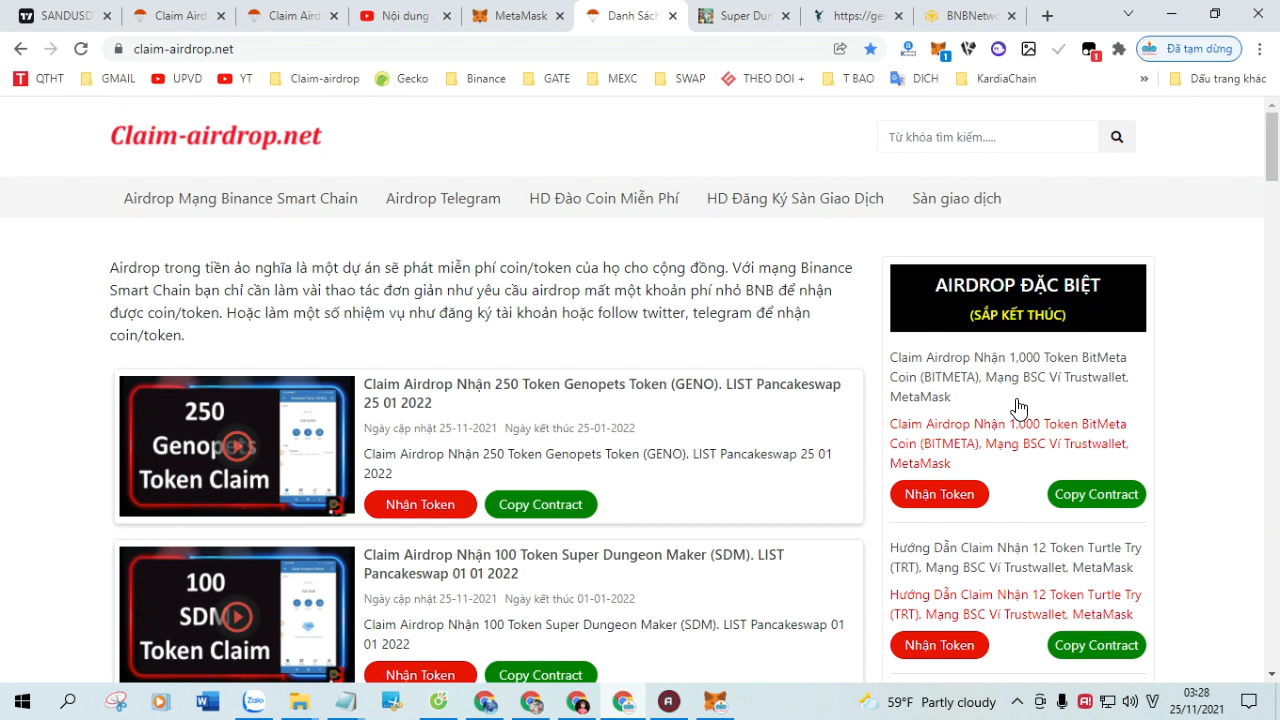 SANDUSD
Claim Aird
Claim Aird
Nội dung
MetaMask
Danh Sách
Super Dun
https://ge
BNBNetwo
claim-airdrop.net
1
1
Đã tạm dừng
QTHT
GMAIL
UPVD
YT
Claim-airdrop
Gecko
Binance
GATE
MEXC
SWAP
THEO DOI +
T BAO
DICH
KardiaChain
»
Dấu trang khác
Claim-airdrop.net
Từ khóa tìm kiếm.....
Airdrop Mạng Binance Smart Chain
Airdrop Telegram
HD Đào Coin Miễn Phí
HD Đăng Ký Sàn Giao Dịch
Sàn giao dịch
Airdrop trong tiền ảo nghĩa là một dự án sẽ phát miễn phí coin/token của họ cho cộng đồng. Với mạng Binance
Smart Chain bạn chỉ cần làm vài thao tác đơn giản như yêu cầu airdrop mất một khoản phí nhỏ BNB để nhận
được coin/token. Hoặc làm một số nhiệm vụ như đăng ký tài khoản hoặc follow twitter, telegram để nhận
coin/token.
250
Genopets
Token Claim
Claim Airdrop Nhận 250 Token Genopets Token (GENO). LIST Pancakeswap
25 01 2022
Ngày cập nhật 25-11-2021 Ngày kết thúc 25-01-2022
Claim Airdrop Nhận 250 Token Genopets Token (GENO). LIST Pancakeswap 25 01
2022
Nhận Token
Copy Contract
100
SDM
Token Claim
Claim Airdrop Nhận 100 Token Super Dungeon Maker (SDM). LIST
Pancakeswap 01 01 2022
Ngày cập nhật 25-11-2021 Ngày kết thúc 01-01-2022
Claim Airdrop Nhận 100 Token Super Dungeon Maker (SDM). LIST Pancakeswap 01
01 2022
Nhận Token
Copy Contract
AIRDROP ĐẶC BIỆT
(SẮP KẾT THÚC)
Claim Airdrop Nhận 1,000 Token BitMeta
Coin (BITMETA), Mạng BSC Ví Trustwallet,
MetaMask
Claim Airdrop Nhận 1,000 Token BitMeta
Coin (BITMETA), Mạng BSC Ví Trustwallet,
MetaMask
Nhận Token
Copy Contract
Hướng Dẫn Claim Nhận 12 Token Turtle Try
(TRT), Mạng BSC Ví Trustwallet, MetaMask
Hướng Dẫn Claim Nhận 12 Token Turtle Try
(TRT), Mạng BSC Ví Trustwallet, MetaMask
Nhận Token
Copy Contract
Zalo
59°F Partly cloudy
03:28
25/11/2021